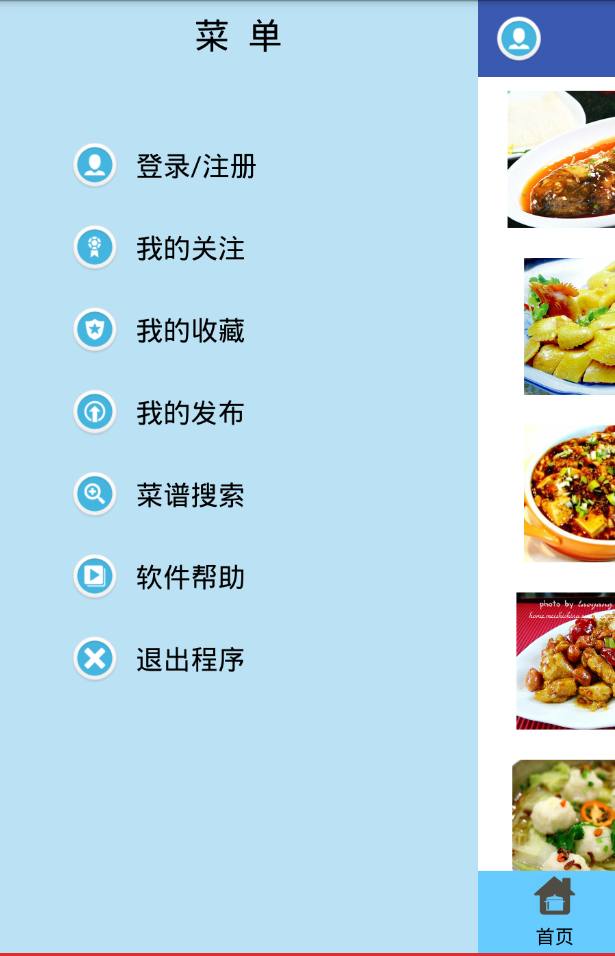 菜 单
登录/注册
我的关注
我的收藏
我的发布
菜谱搜索
软件帮助
退出程序
photo by
首页